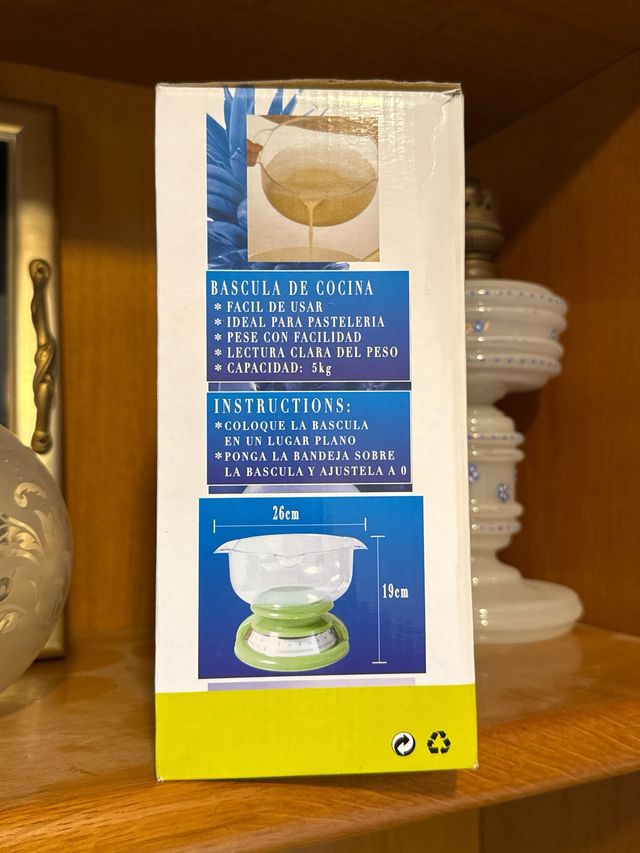 BASCULA DE COCINA
* FACIL DE USAR
* IDEAL PARA PASTELERIA
* PESE CON FACILIDAD
* LECTURA CLARA DEL PESO
* CAPACIDAD: 5kg
INSTRUCTIONS:
*COLOQUE LA BASCULA
EN UN LUGAR PLANO
*PONGA LA BANDEJA SOBRE
LA BASCULA Y AJUSTELA A 0
26cm
19cm